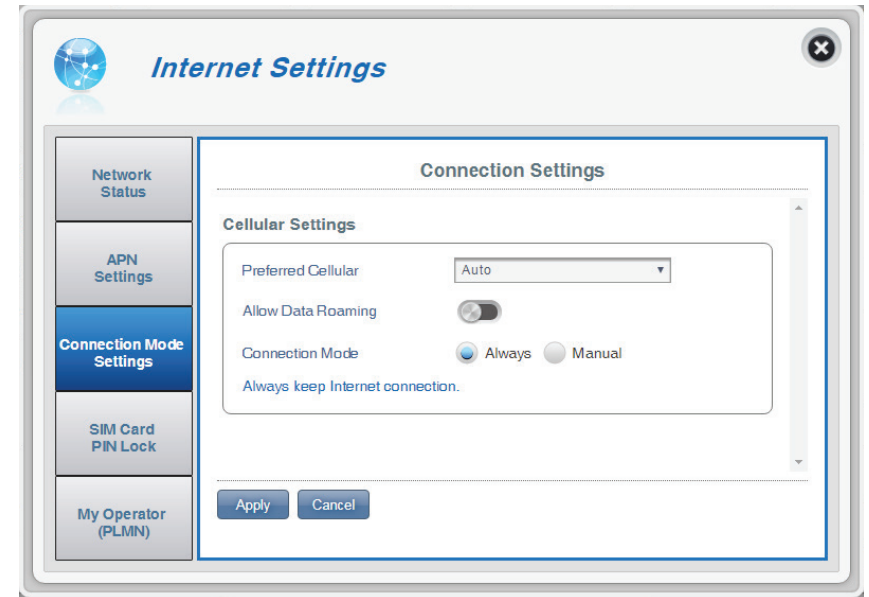 Internet Settings
Network
Status
APN
Settings
Connection Mode
Settings
SIM Card
PIN Lock
My Operator
(PLMN)
Connection Settings
Cellular Settings
Preferred Cellular Auto
Allow Data Roaming
Connection Mode Always Manual
Always keep Internet connection.
Apply Cancel